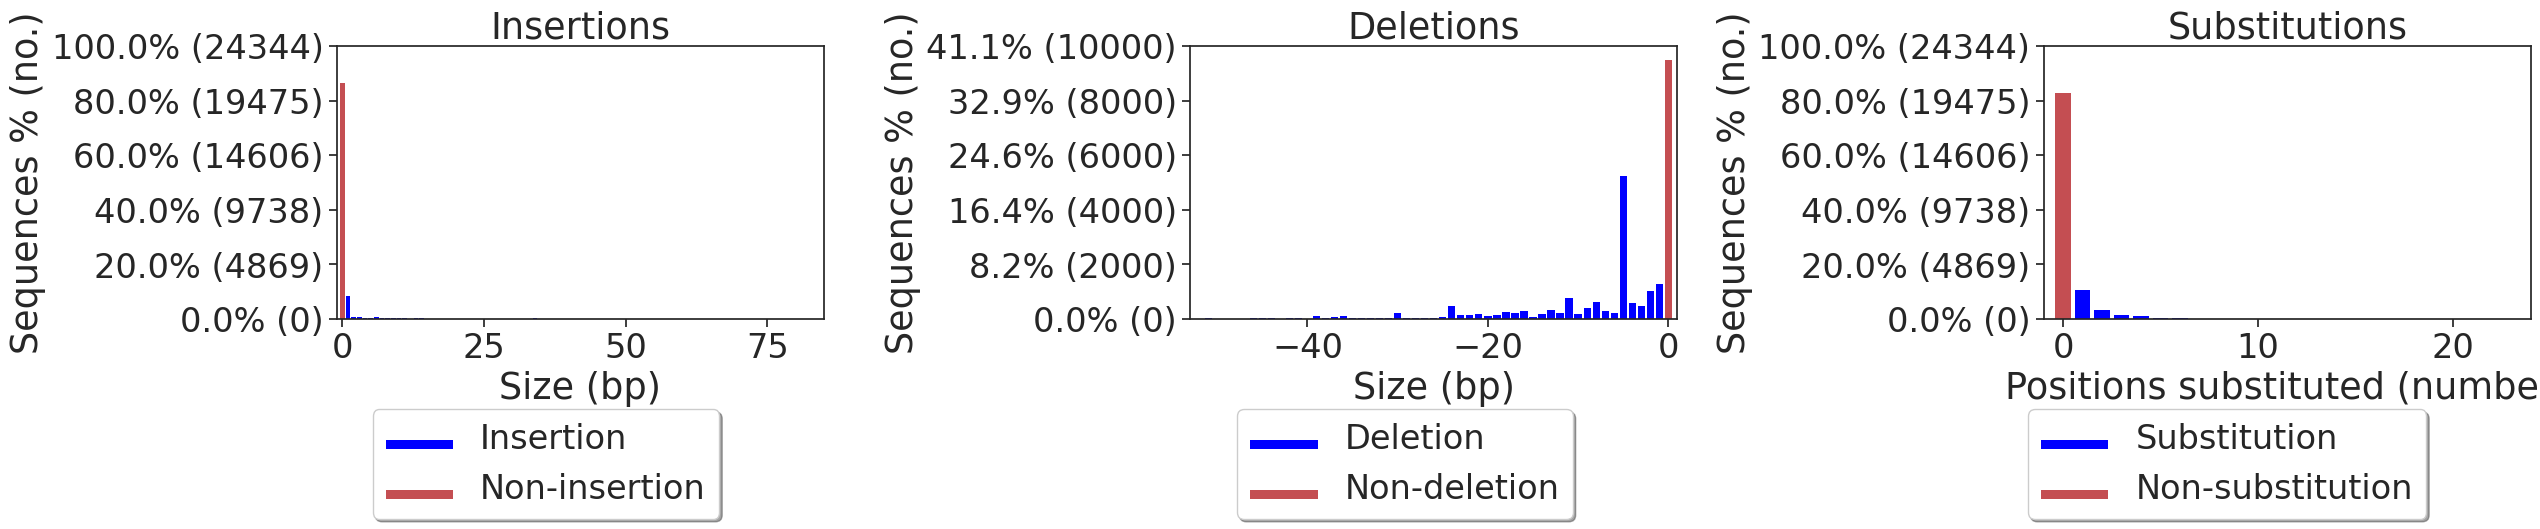 Insertions
Sequences % (no.)
100.0% (24344)
80.0% (19475)
60.0% (14606)
40.0% (9738)
20.0% (4869)
0.0% (0)
0 25 50 75
Size (bp)
Insertion
Non-insertion
Deletions
Sequences % (no.)
41.1% (10000)
32.9% (8000)
24.6% (6000)
16.4% (4000)
8.2% (2000)
0.0% (0)
−40 −20 0
Size (bp)
Deletion
Non-deletion
Substitutions
Sequences % (no.)
100.0% (24344)
80.0% (19475)
60.0% (14606)
40.0% (9738)
20.0% (4869)
0.0% (0)
0 10 20
Positions substituted (numbe
Substitution
Non-substitution